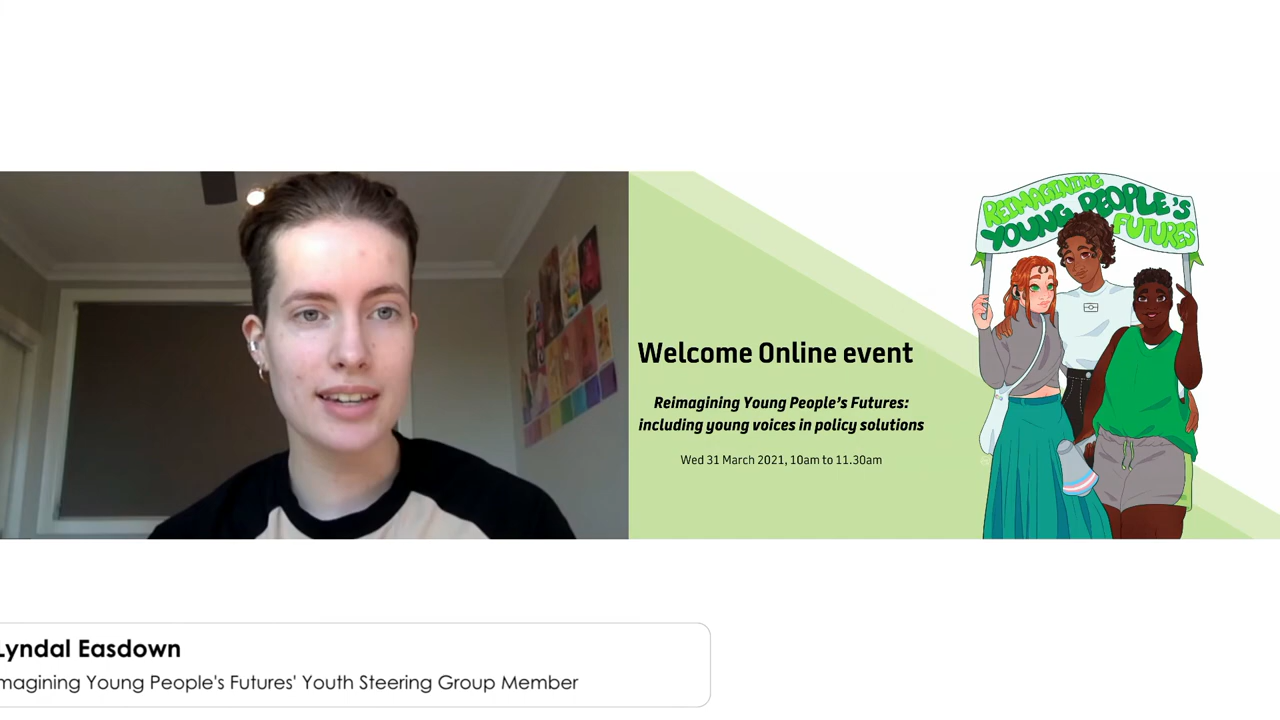 REIMAGINING
YOUNG PEOPLE'S
FUTURES
Welcome Online event
Reimagining Young People's Futures:
including young voices in policy solutions
Wed 31 March 2021, 10am to 11.30am
Lyndal Easdown
magining Young People's Futures' Youth Steering Group Member